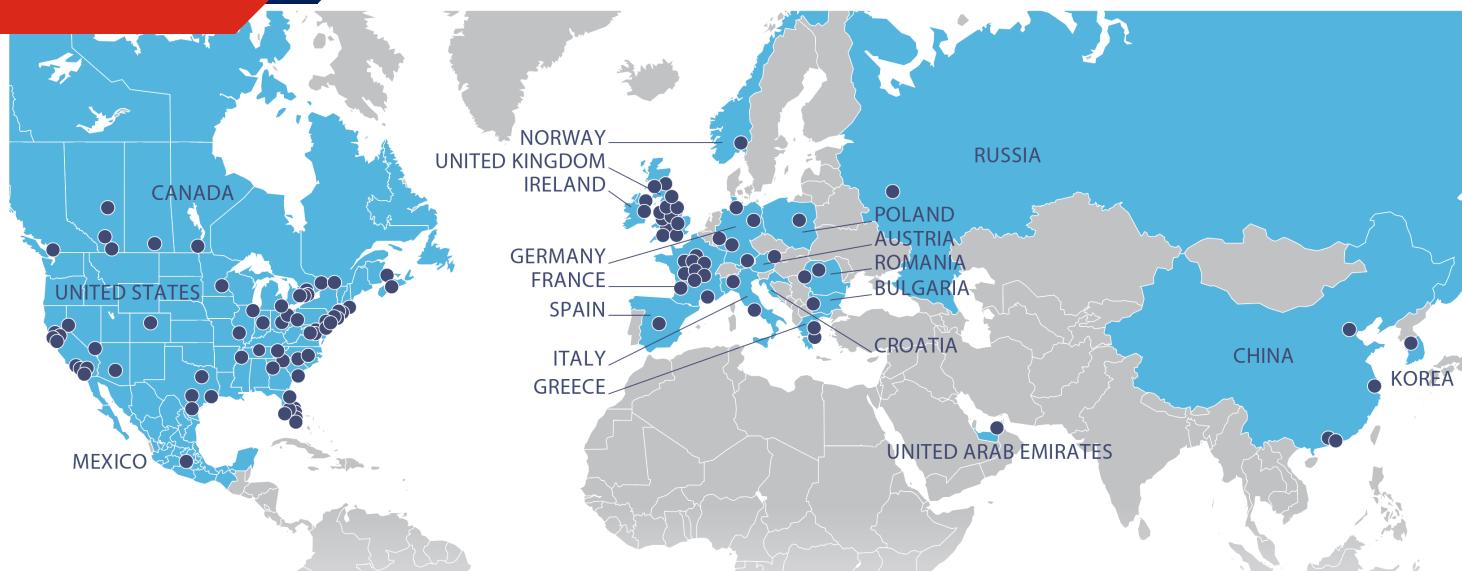 CANADA
UNITED STATES
MEXICO
NORWAY
UNITED KINGDOM
IRELAND
GERMANY
FRANCE
SPAIN
ITALY
GREECE
RUSSIA
POLAND
AUSTRIA
ROMANIA
BULGARIA
CROATIA
UNITED ARAB EMIRATES
CHINA
KOREA